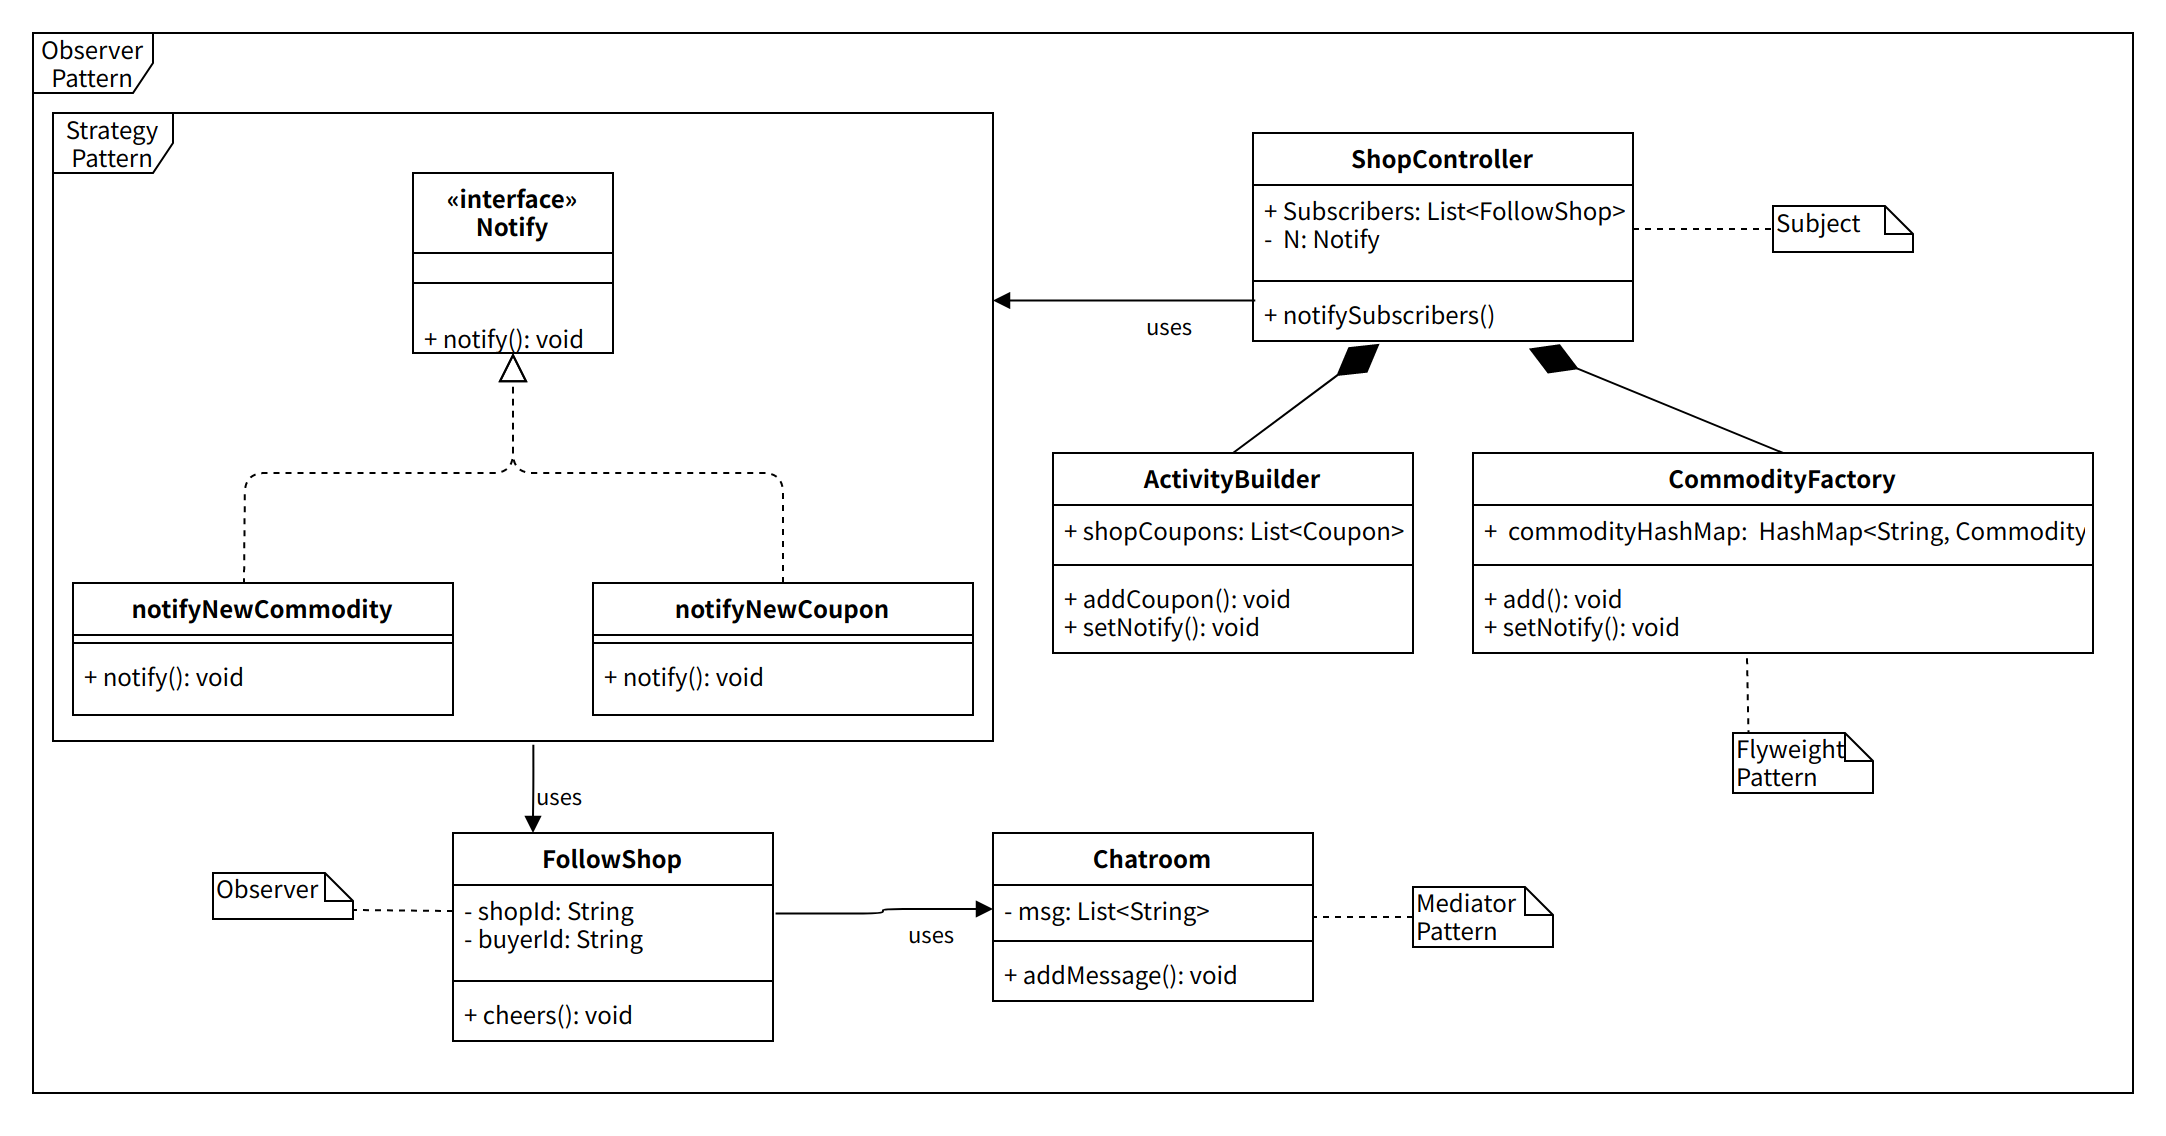 Observer
Pattern
Strategy
Pattern
«interface»
Notify
+ notify(): void
notifyNewCommodity
+ notify(): void
notifyNewCoupon
+ notify(): void
ShopController
+ Subscribers: List<FollowShop>
- N: Notify
+ notifySubscribers()
Subject
uses
ActivityBuilder
+ shopCoupons: List<Coupon>
+ addCoupon(): void
+ setNotify(): void
CommodityFactory
+ commodityHashMap: HashMap<String, Commodity
+ add(): void
+ setNotify(): void
Flyweight
Pattern
uses
FollowShop
- shopId: String
- buyerId: String
+ cheers(): void
Observer
uses
Chatroom
- msg: List<String>
+ addMessage(): void
Mediator
Pattern